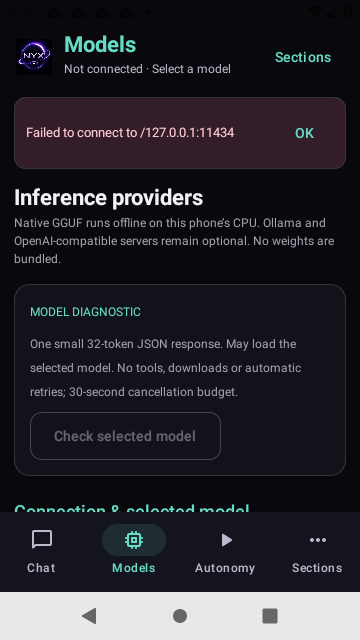 NYX
Models
Not connected · Select a model
Sections
Failed to connect to /127.0.0.1:11434
OK
Inference providers
Native GGUF runs offline on this phone’s CPU. Ollama and
OpenAI-compatible servers remain optional. No weights are
bundled.
MODEL DIAGNOSTIC
One small 32-token JSON response. May load the
selected model. No tools, downloads or automatic
retries; 30-second cancellation budget.
Check selected model
Connection & selected model
Chat
Models
Autonomy
Sections